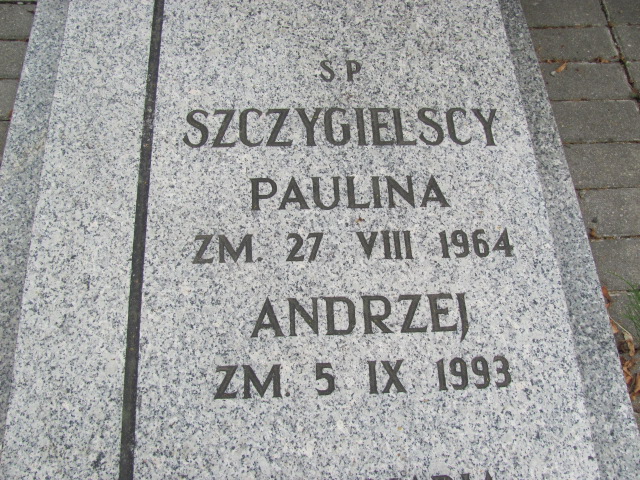 SP
SZCZYGIELSCY
PAULINA
ZM. 27 VIII 1964
ANDRZEJ
ZM. 5 IX 1993